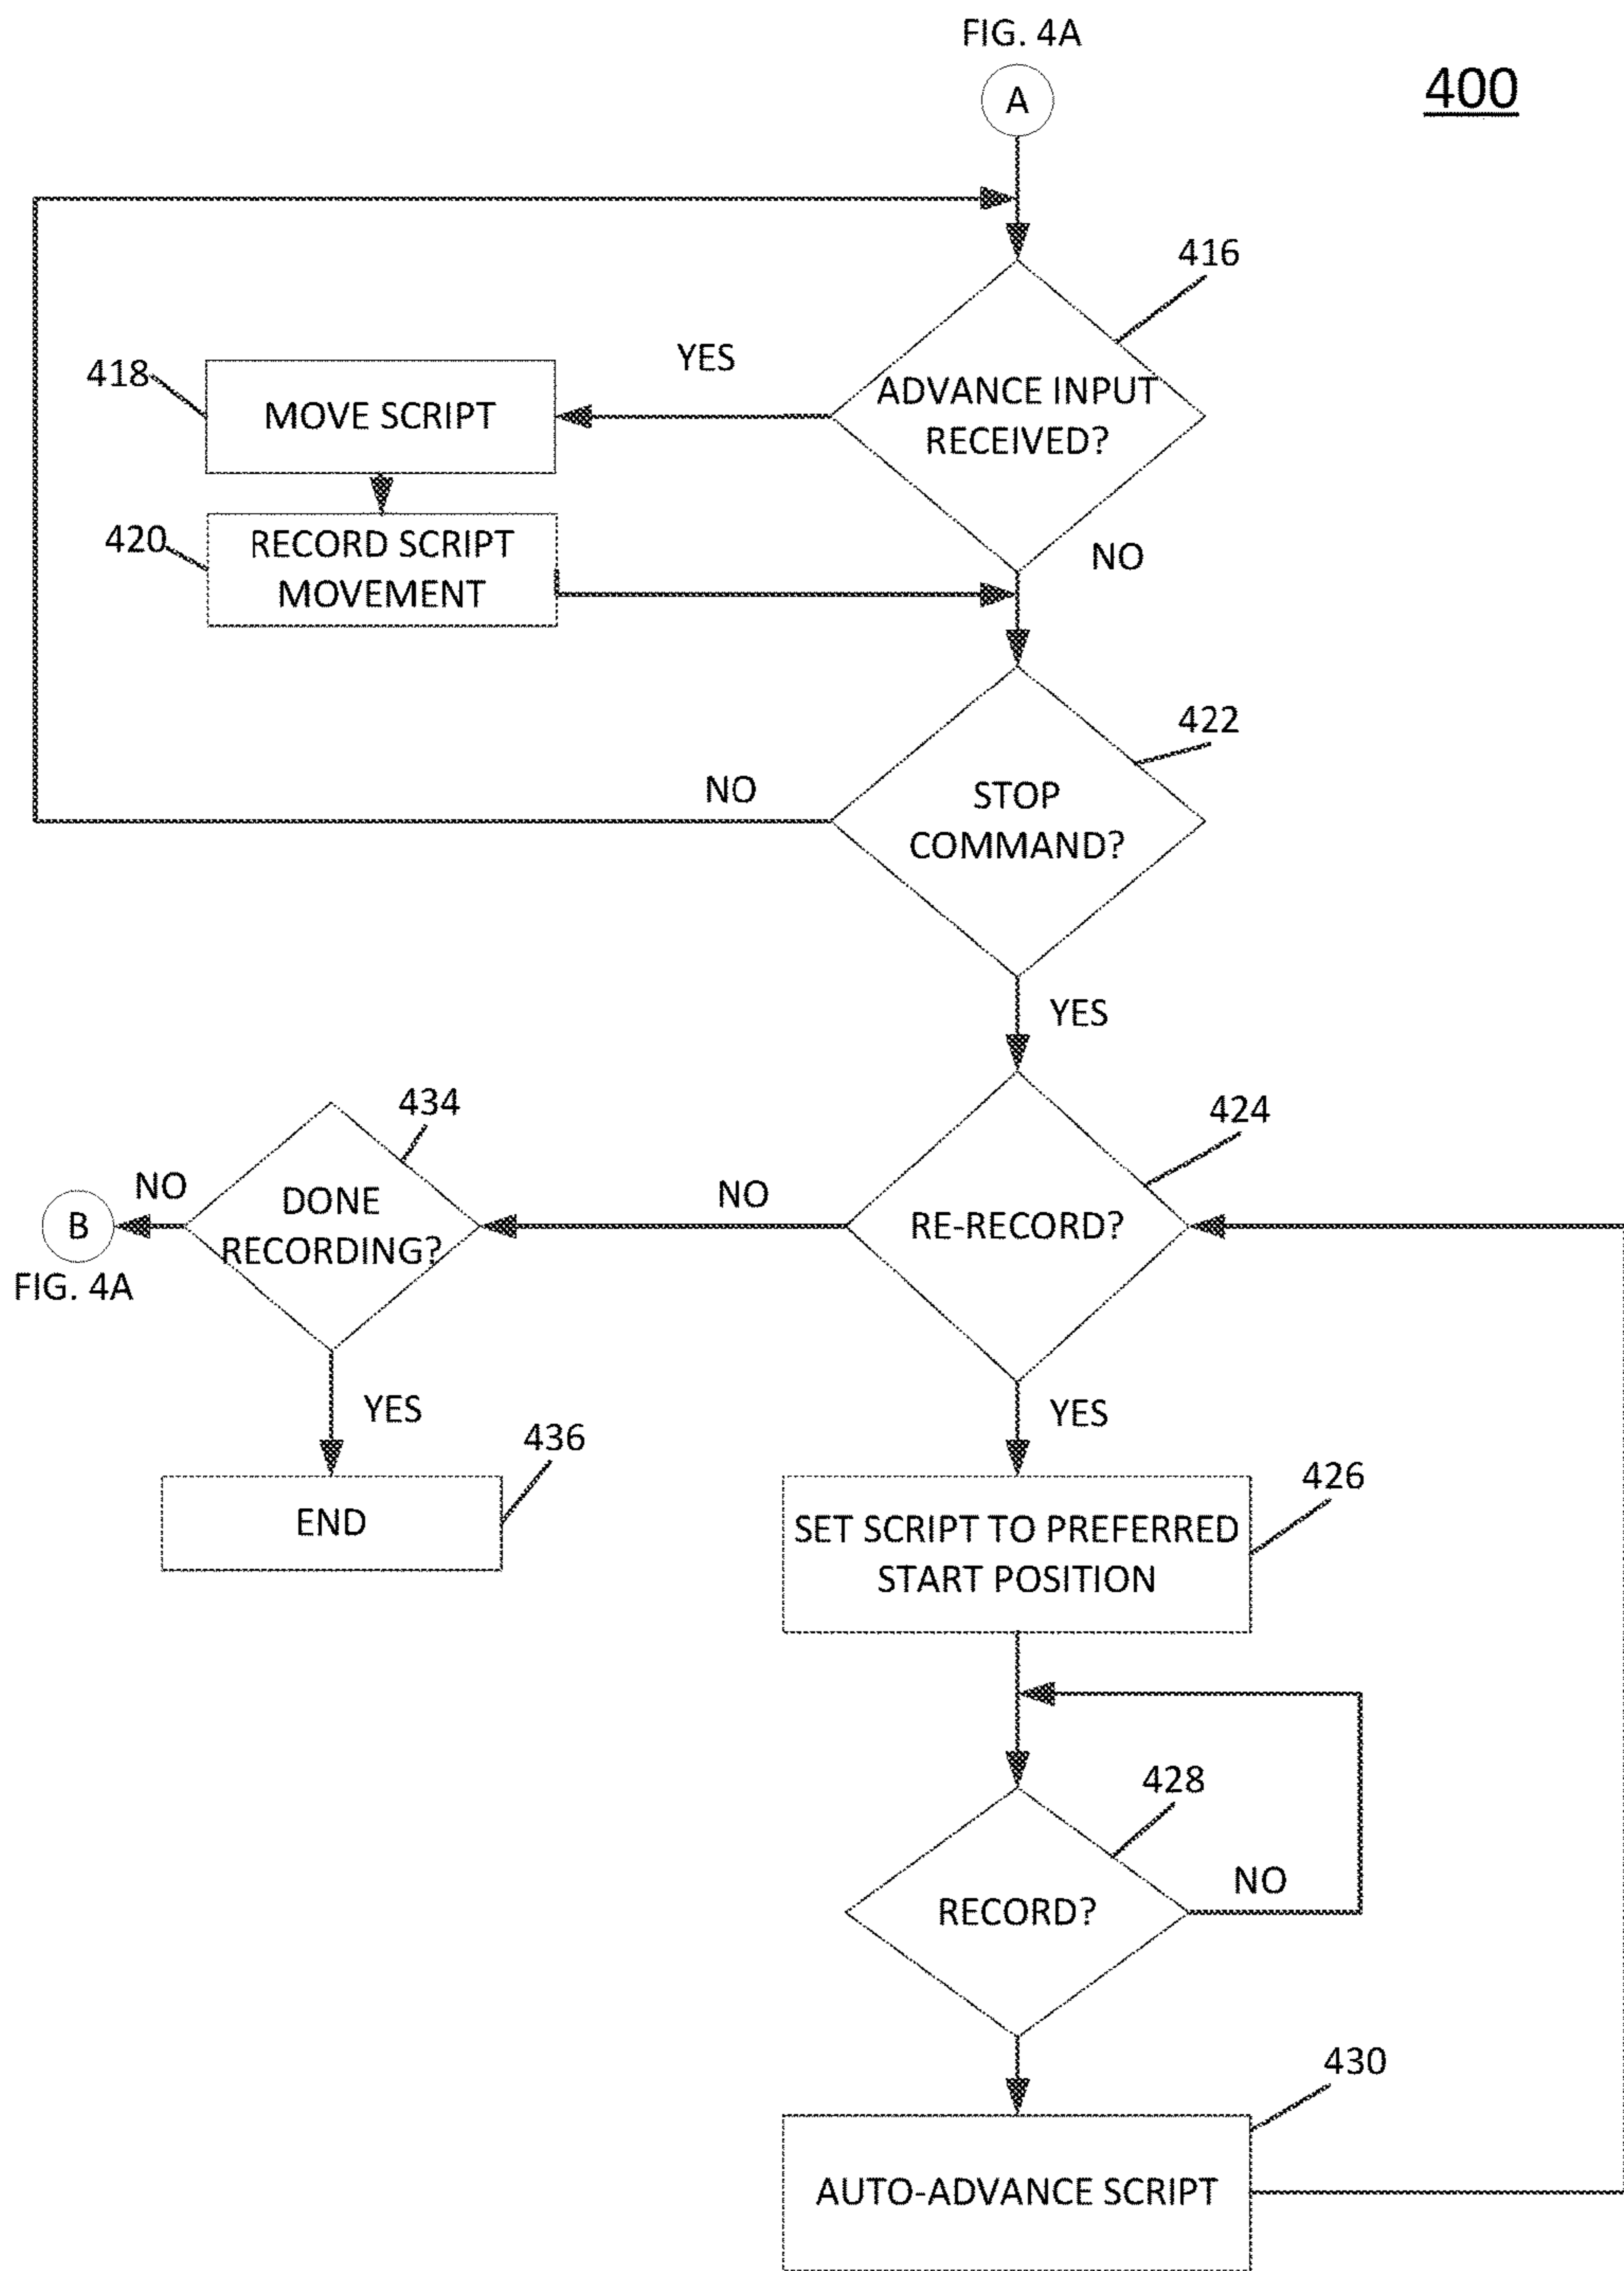 FIG. 4A
A
400
416
YES
ADVANCE INPUT
RECEIVED?
418
MOVE SCRIPT
420
RECORD SCRIPT
MOVEMENT
NO
422
NO
STOP
COMMAND?
YES
434
424
NO
B
FIG. 4A
DONE
RECORDING?
NO
RE-RECORD?
YES
YES
436
END
426
SET SCRIPT TO PREFERRED
START POSITION
428
RECORD?
NO
430
AUTO-ADVANCE SCRIPT